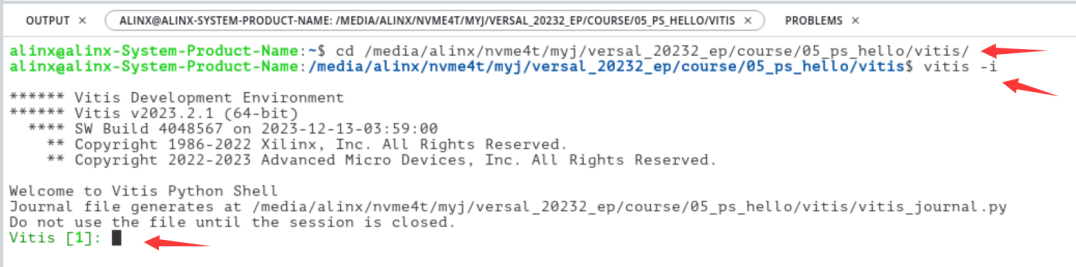 OUTPUT × ALINX@ALINX-SYSTEM-PRODUCT-NAME: /MEDIA/ALINX/NVME4T/MYJ/VERSAL_20232_EP/COURSE/05_PS_HELLO/VITIS × PROBLEMS ×
alinx@alinx-System-Product-Name:~$ cd /media/alinx/nvme4t/myj/versal_20232_ep/course/05_ps_hello/vitis/
alinx@alinx-System-Product-Name:/media/alinx/nvme4t/myj/versal_20232_ep/course/05_ps_hello/vitis$ vitis -i
****** Vitis Development Environment
****** Vitis v2023.2.1 (64-bit)
**** SW Build 4048567 on 2023-12-13-03:59:00
** Copyright 1986-2022 Xilinx, Inc. All Rights Reserved.
** Copyright 2022-2023 Advanced Micro Devices, Inc. All Rights Reserved.
Welcome to Vitis Python Shell
Journal file generates at /media/alinx/nvme4t/myj/versal_20232_ep/course/05_ps_hello/vitis/vitis_journal.py
Do not use the file until the session is closed.
Vitis [1]: